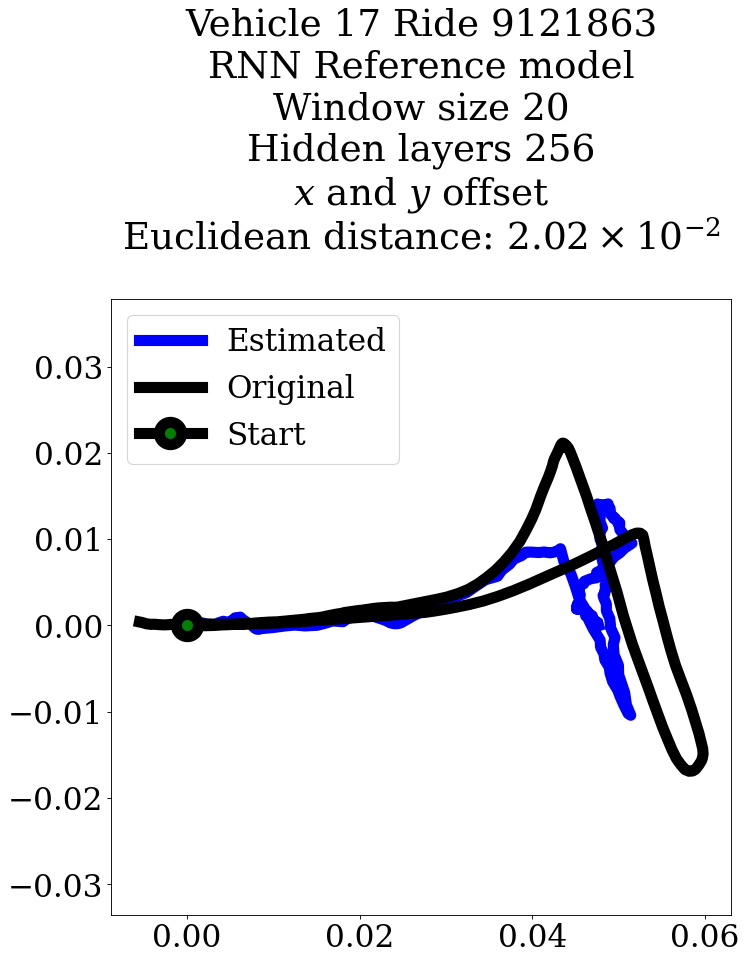 Vehicle 17 Ride 9121863
RNN Reference model
Window size 20
Hidden layers 256
x and y offset
Euclidean distance: 2.02 × 10⁻²
Estimated
Original
Start
0.03
0.02
0.01
0.00
−0.01
−0.02
−0.03
0.00 0.02 0.04 0.06